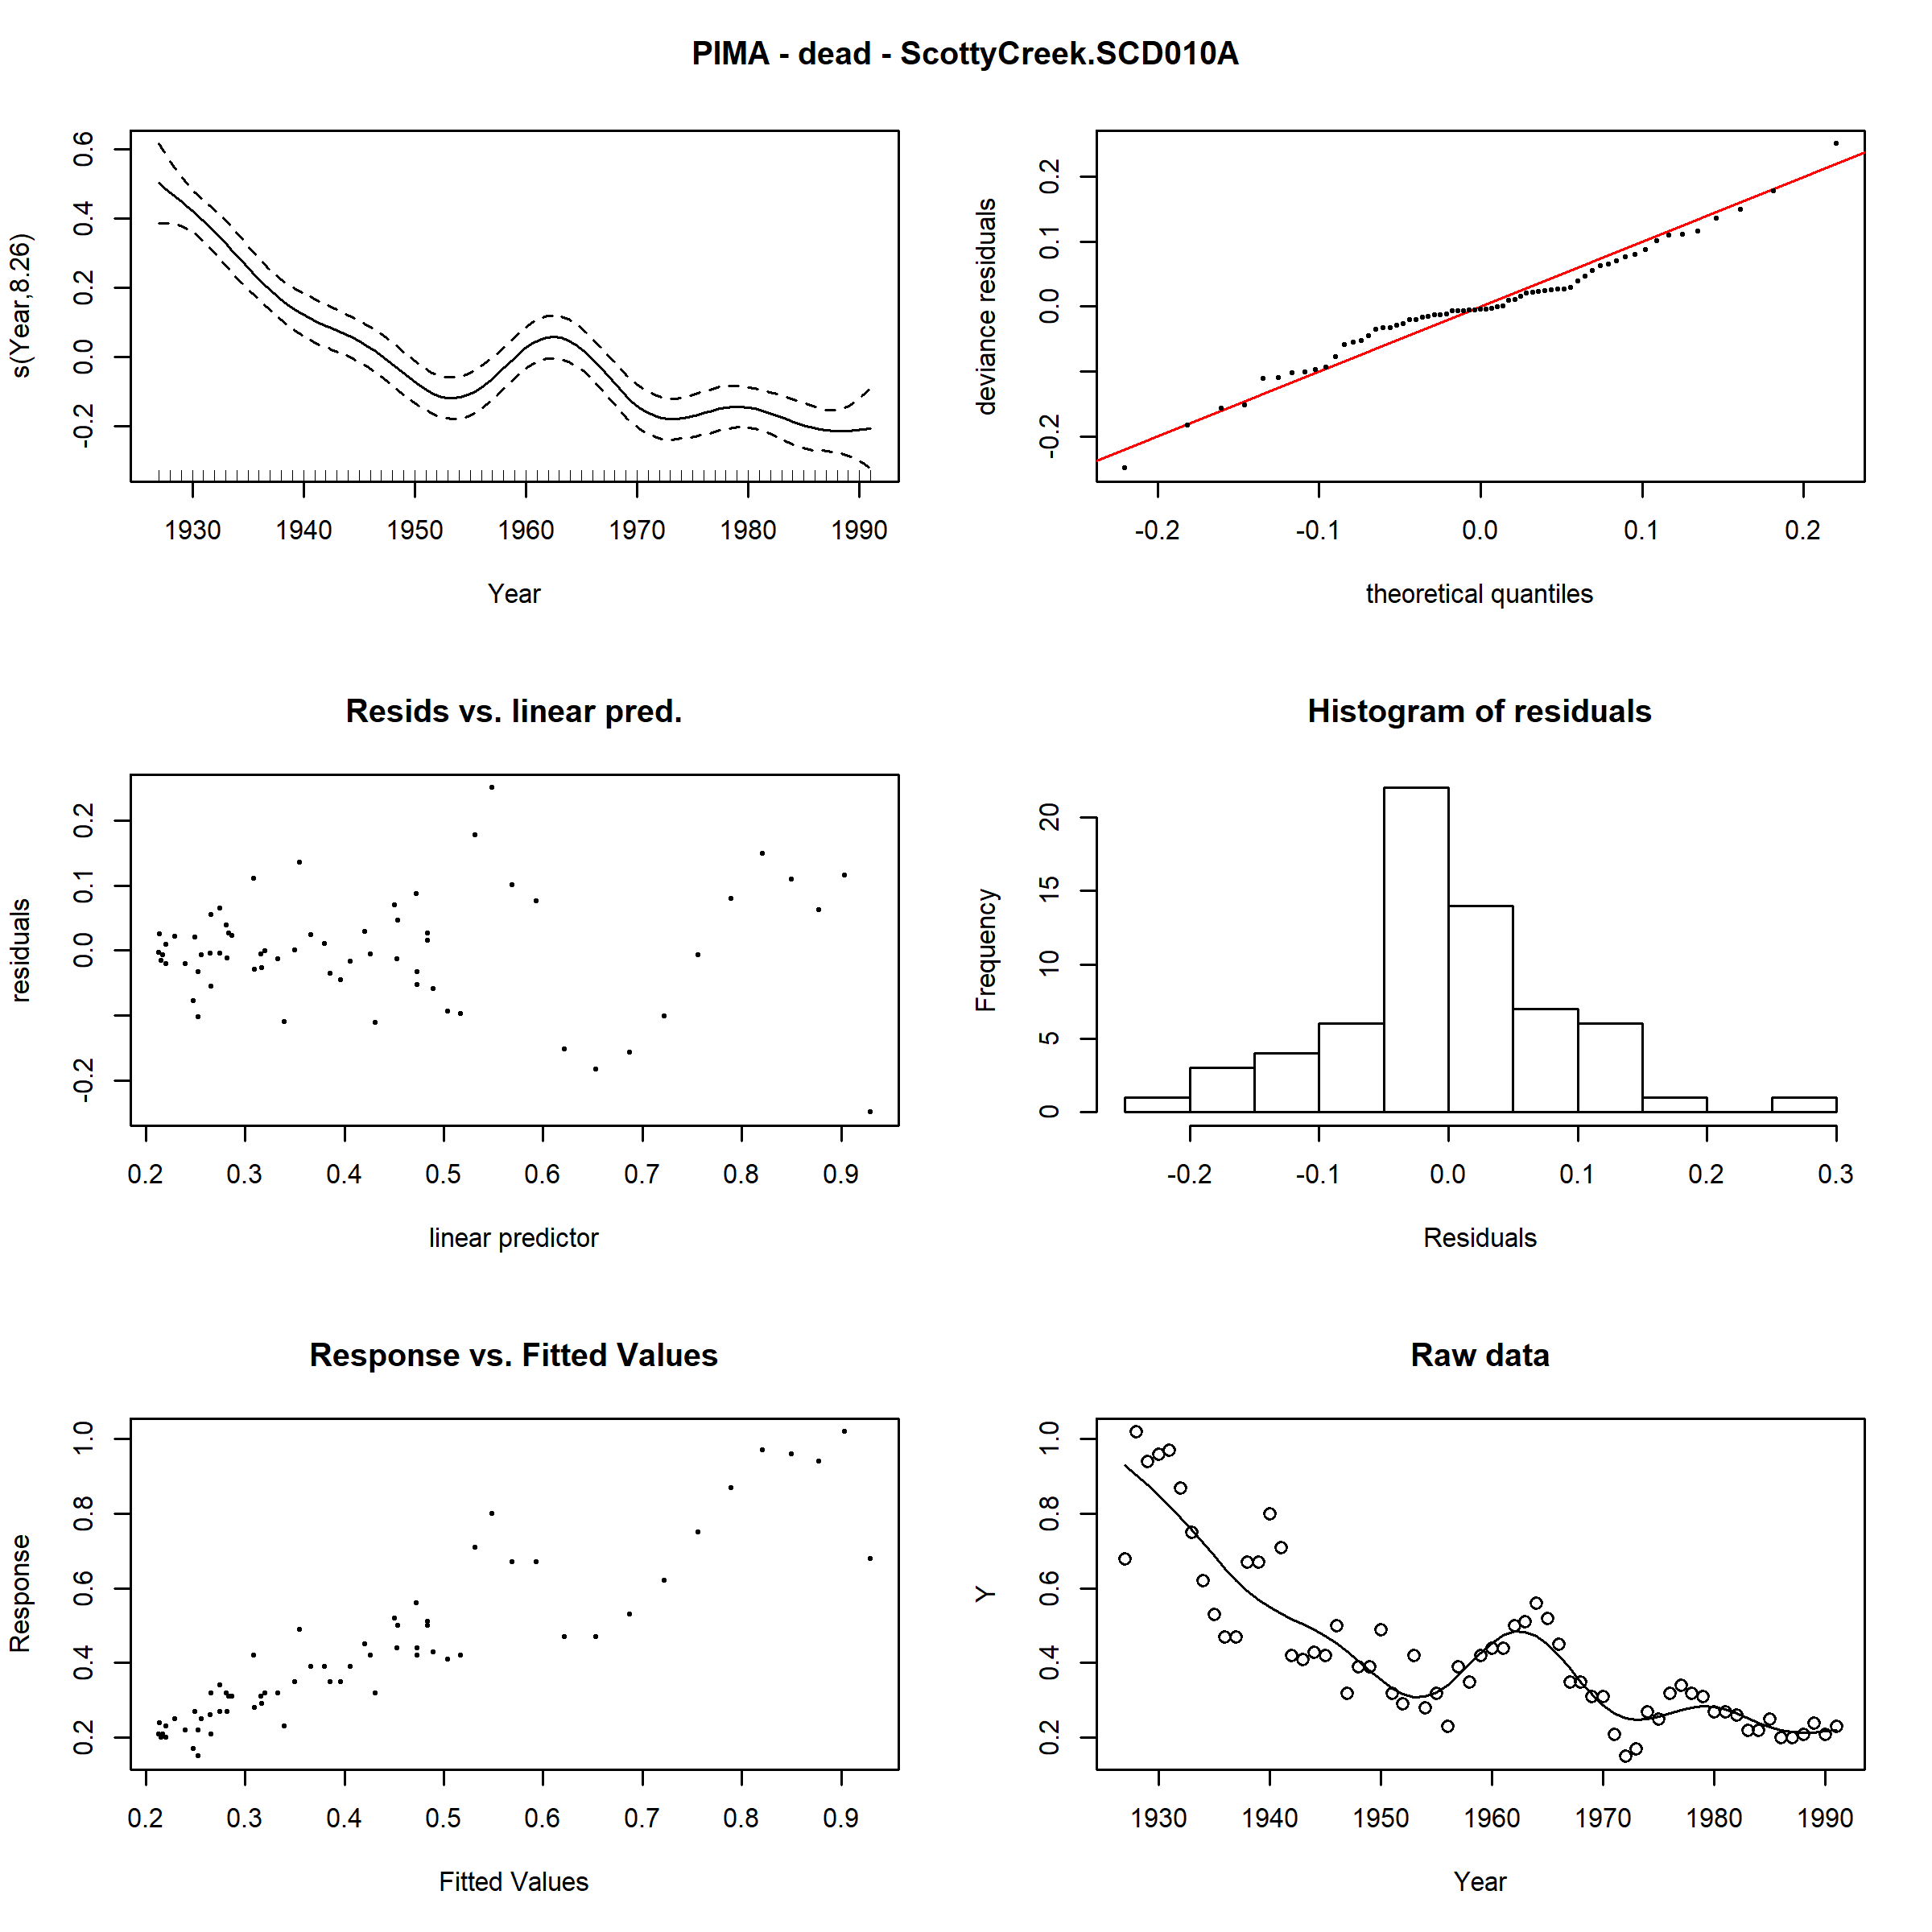 PIMA - dead - ScottyCreek.SCD010A
s(Year,8.26)
-0.2 0.0 0.2 0.4 0.6
1930 1940 1950 1960 1970 1980 1990
Year
deviance residuals
-0.2 0.0 0.1 0.2
-0.2 -0.1 0.0 0.1 0.2
theoretical quantiles
Resids vs. linear pred.
residuals
-0.2 0.0 0.1 0.2
0.2 0.3 0.4 0.5 0.6 0.7 0.8 0.9
linear predictor
Histogram of residuals
Frequency
0 5 10 15 20
-0.2 -0.1 0.0 0.1 0.2 0.3
Residuals
Response vs. Fitted Values
Response
0.2 0.4 0.6 0.8 1.0
0.2 0.3 0.4 0.5 0.6 0.7 0.8 0.9
Fitted Values
Raw data
Y
0.2 0.4 0.6 0.8 1.0
1930 1940 1950 1960 1970 1980 1990
Year